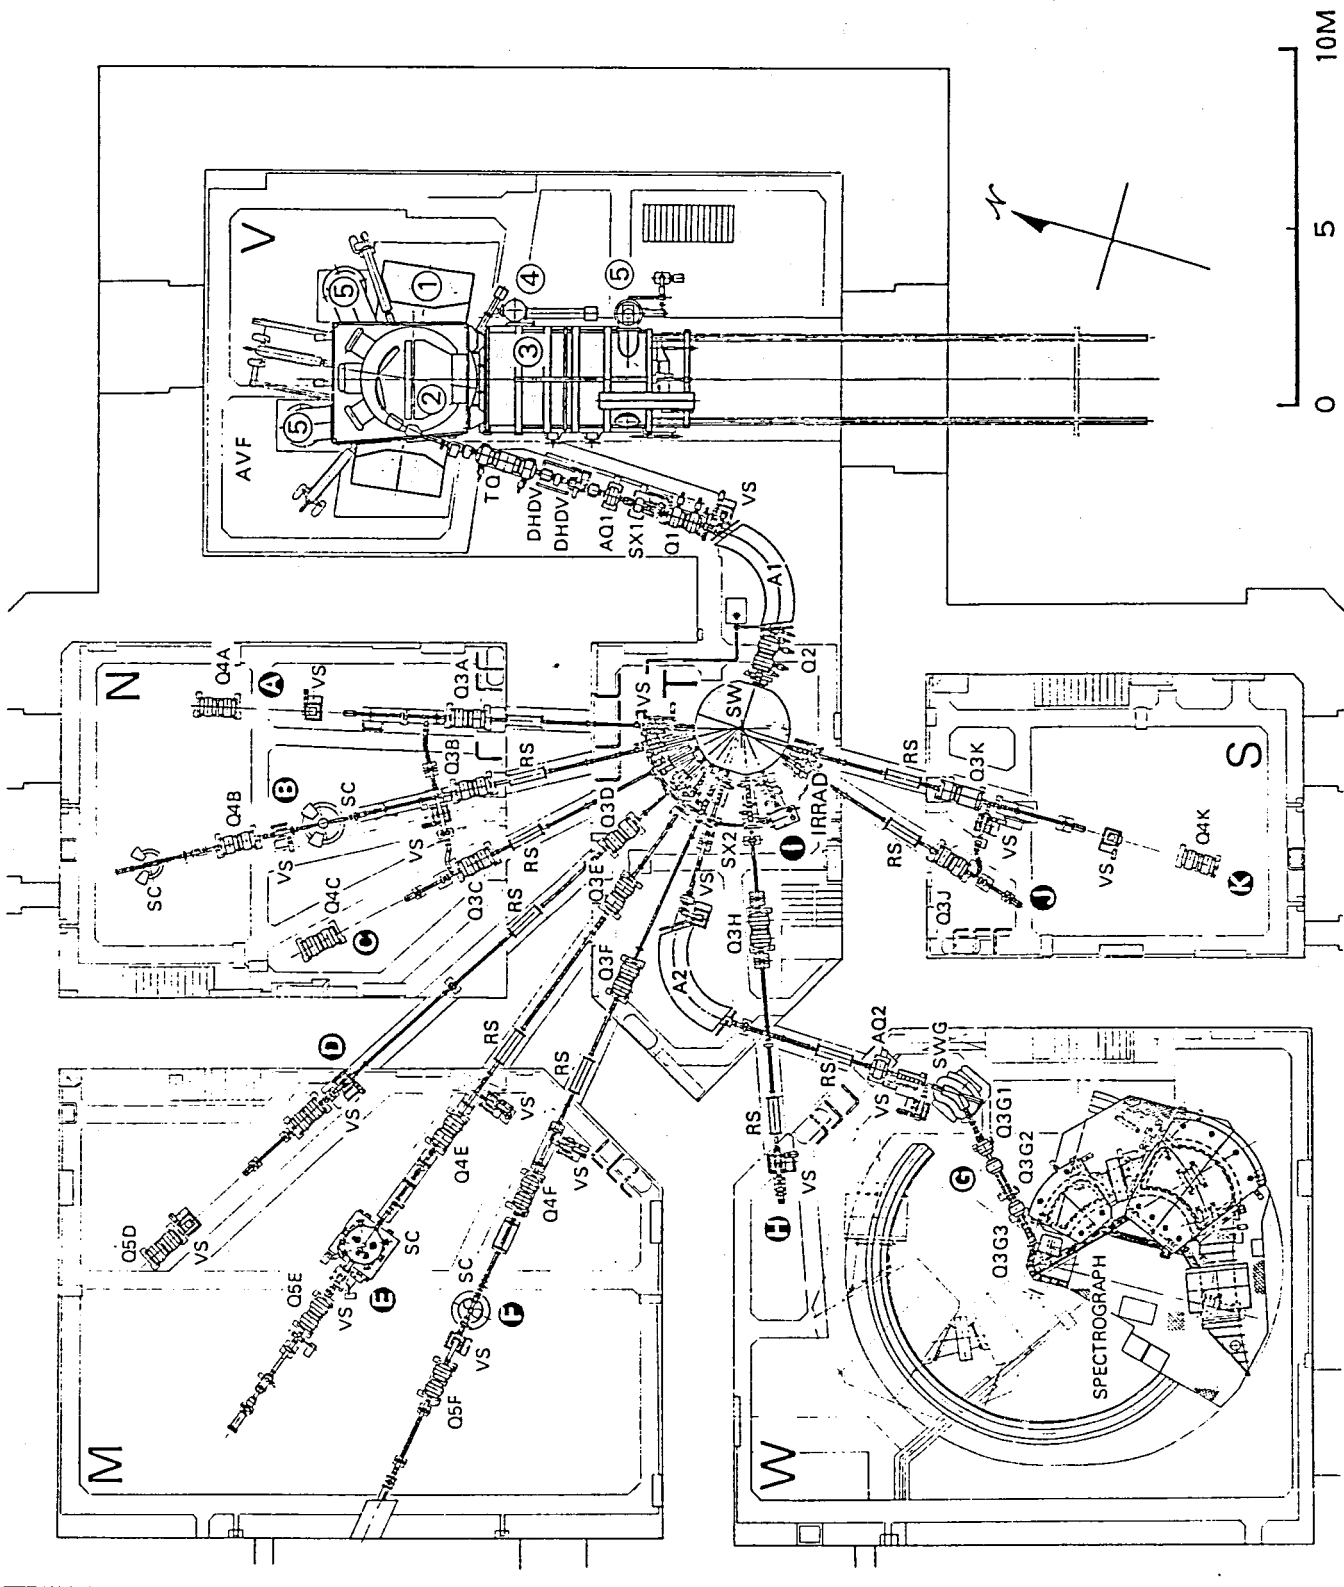 10M
5
0
N
V
5
1
4
5
3
2
5
AVF
TQ
DHDV
DHDV
AQ1
SX1
Q1
VS
A1
Q2
N
Q4A
A
VS
Q3A
VS
T
SW
Q3B
RS
B
Q4B
SC
SC
VS
VS
Q4C
C
Q3C
RS
Q3D
Q3E
Q3F
RS
SX2
VS
I
IRRAD
RS
Q3K
VS
VS
Q4K
K
S
RS
Q3J
J
A2
Q3H
D
VS
RS
RS
Q5D
VS
Q4E
VS
Q4F
VS
SC
Q5E
VS
E
SC
F
VS
Q5F
M
RS
VS
H
RS
AQ2
VS
SWG
Q3G1
Q3G2
G
Q3G3
SPECTROGRAPH
W